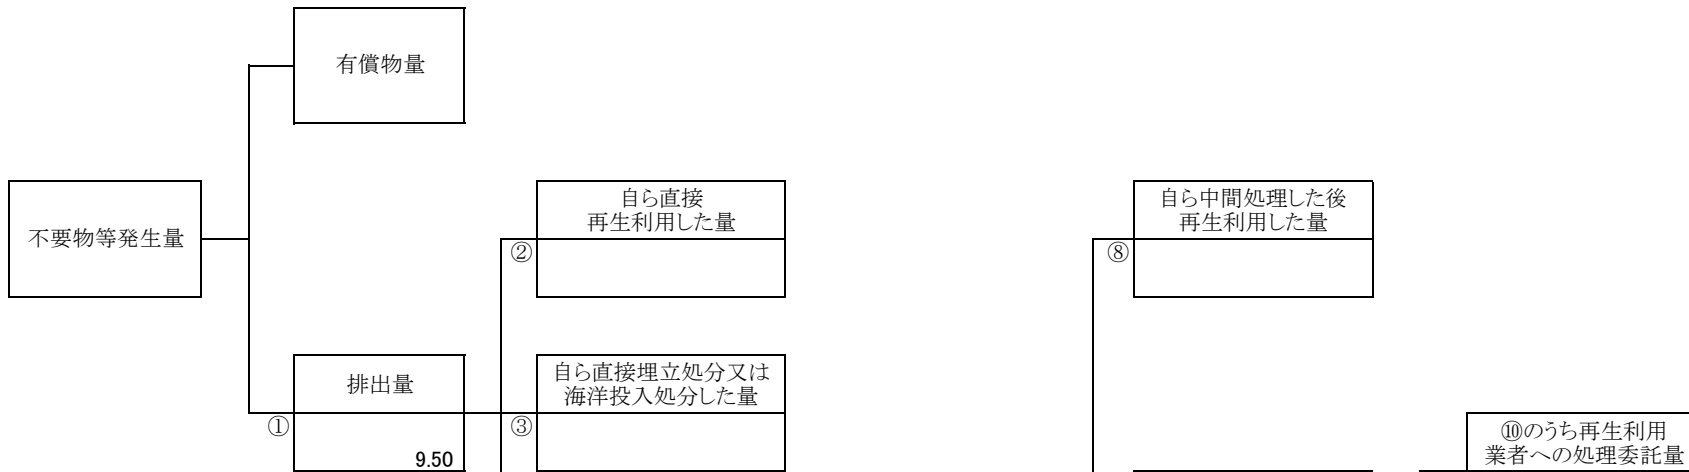 有償物量
不要物等発生量
自ら直接
再生利用した量
②
自ら中間処理した後
再生利用した量
⑧
排出量
①
9.50
自ら直接埋立処分又は
海洋投入処分した量
③
⑩のうち再生利用
業者への処理委託量